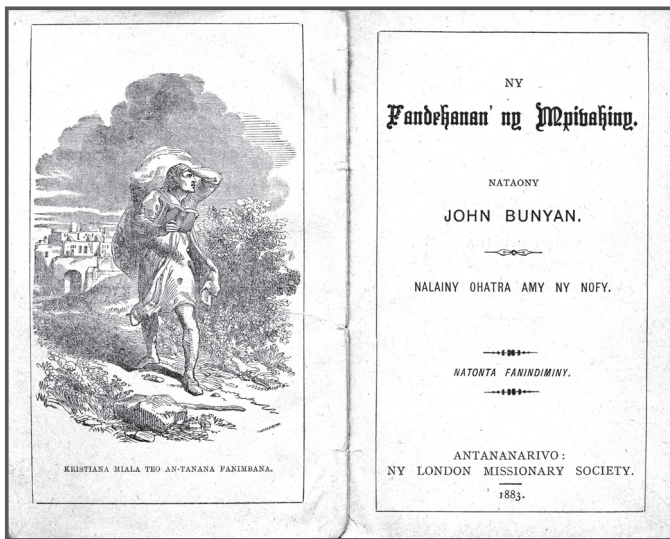 KRISTIANA MIALA TEO AN-TANANA FANIMBANA.
NY
Fandehanan' ny Mpivahiny.
NATAONY
JOHN BUNYAN.
NALAINY OHATRA AMY NY NOFY.
NATONTA FANINDIMINY.
ANTANANARIVO:
NY LONDON MISSIONARY SOCIETY.
1883.